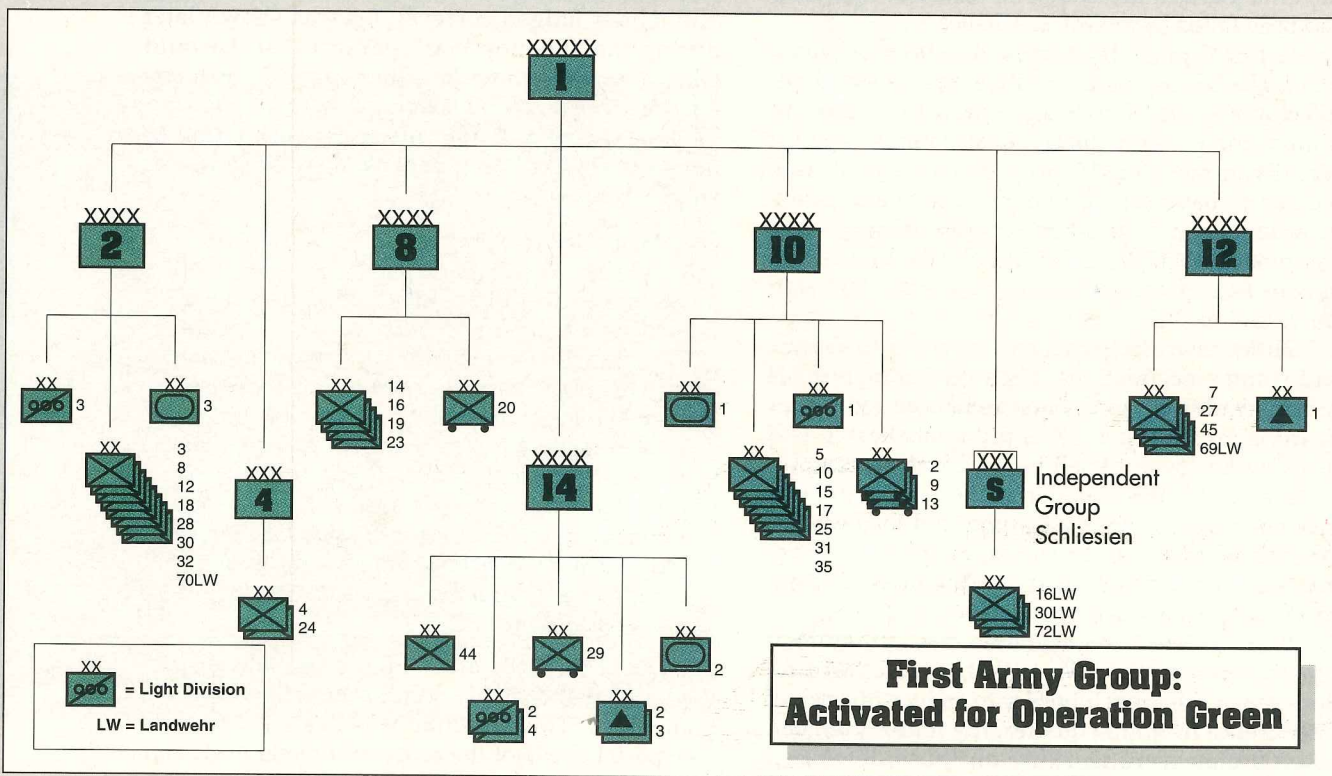 XXXXX
1
XXXX
2
XXXX
8
XXXX
10
XXXX
12
XX
3
XX
3
XX
3
8
12
18
28
30
32
70LW
XXX
4
XX
4
24
XX
14
16
19
23
XX
20
XXXX
14
XX
44
XX
2
4
XX
29
XX
2
3
XX
2
XX
1
XX
5
10
15
17
25
31
35
XX
1
XX
2
9
13
XXX
S
Independent
Group
Schliesien
XX
16LW
30LW
72LW
XX
7
27
45
69LW
XX
1
XX
= Light Division
LW = Landwehr
First Army Group:
Activated for Operation Green